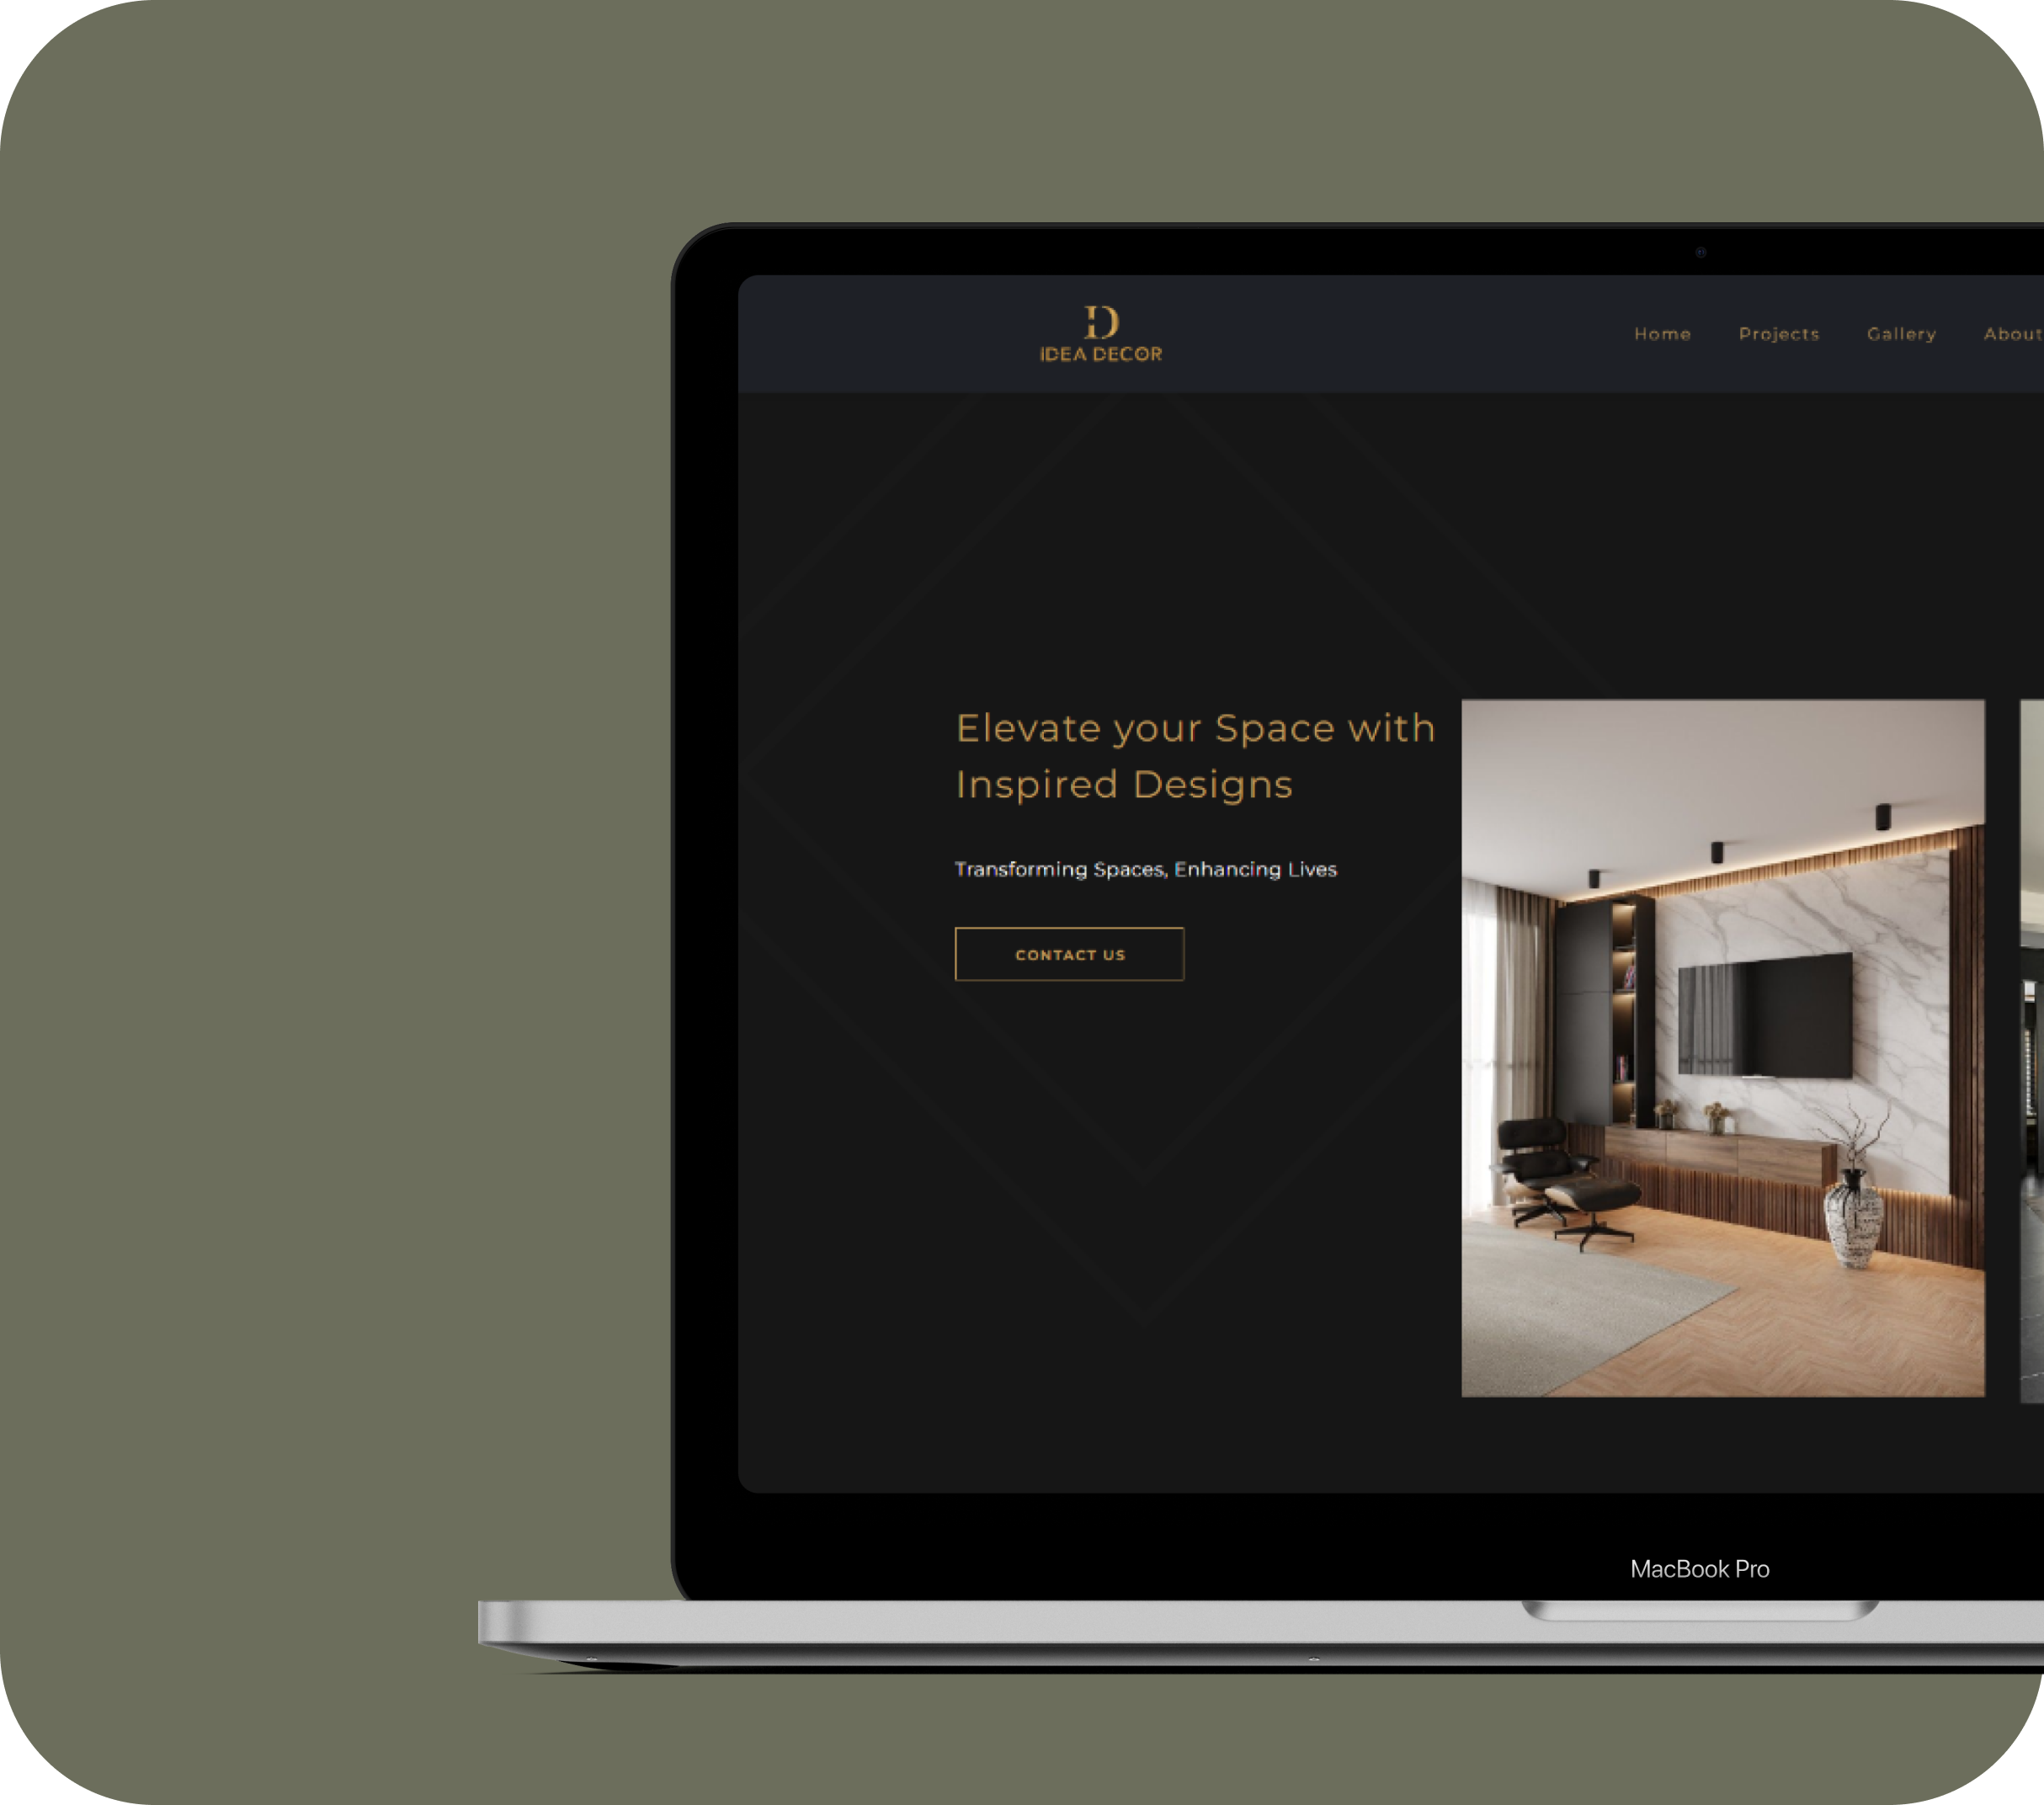 ID
IDEA DECOR
Home Projects Gallery About
Elevate your Space with
Inspired Designs
Transforming Spaces, Enhancing Lives
CONTACT US
MacBook Pro